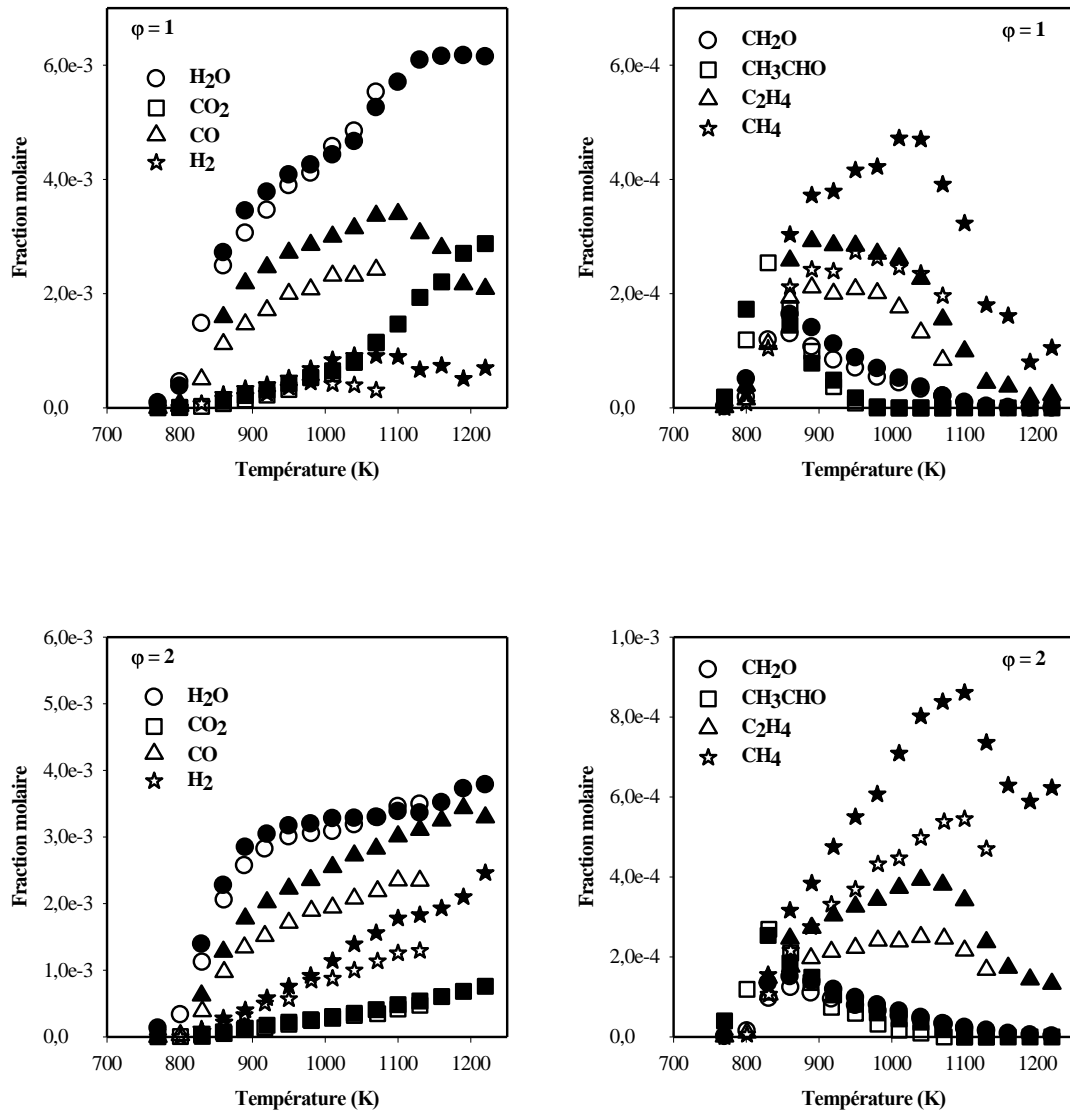 φ = 1
H2O
CO2
CO
H2
Fraction molaire
6,0e-3
4,0e-3
2,0e-3
0,0
700 800 900 1000 1100 1200
Température (K)
φ = 1
CH2O
CH3CHO
C2H4
CH4
Fraction molaire
6,0e-4
4,0e-4
2,0e-4
0,0
700 800 900 1000 1100 1200
Température (K)
φ = 2
H2O
CO2
CO
H2
Fraction molaire
6,0e-3
5,0e-3
4,0e-3
3,0e-3
2,0e-3
1,0e-3
0,0
700 800 900 1000 1100 1200
Température (K)
φ = 2
CH2O
CH3CHO
C2H4
CH4
Fraction molaire
1,0e-3
8,0e-4
6,0e-4
4,0e-4
2,0e-4
0,0
700 800 900 1000 1100 1200
Température (K)